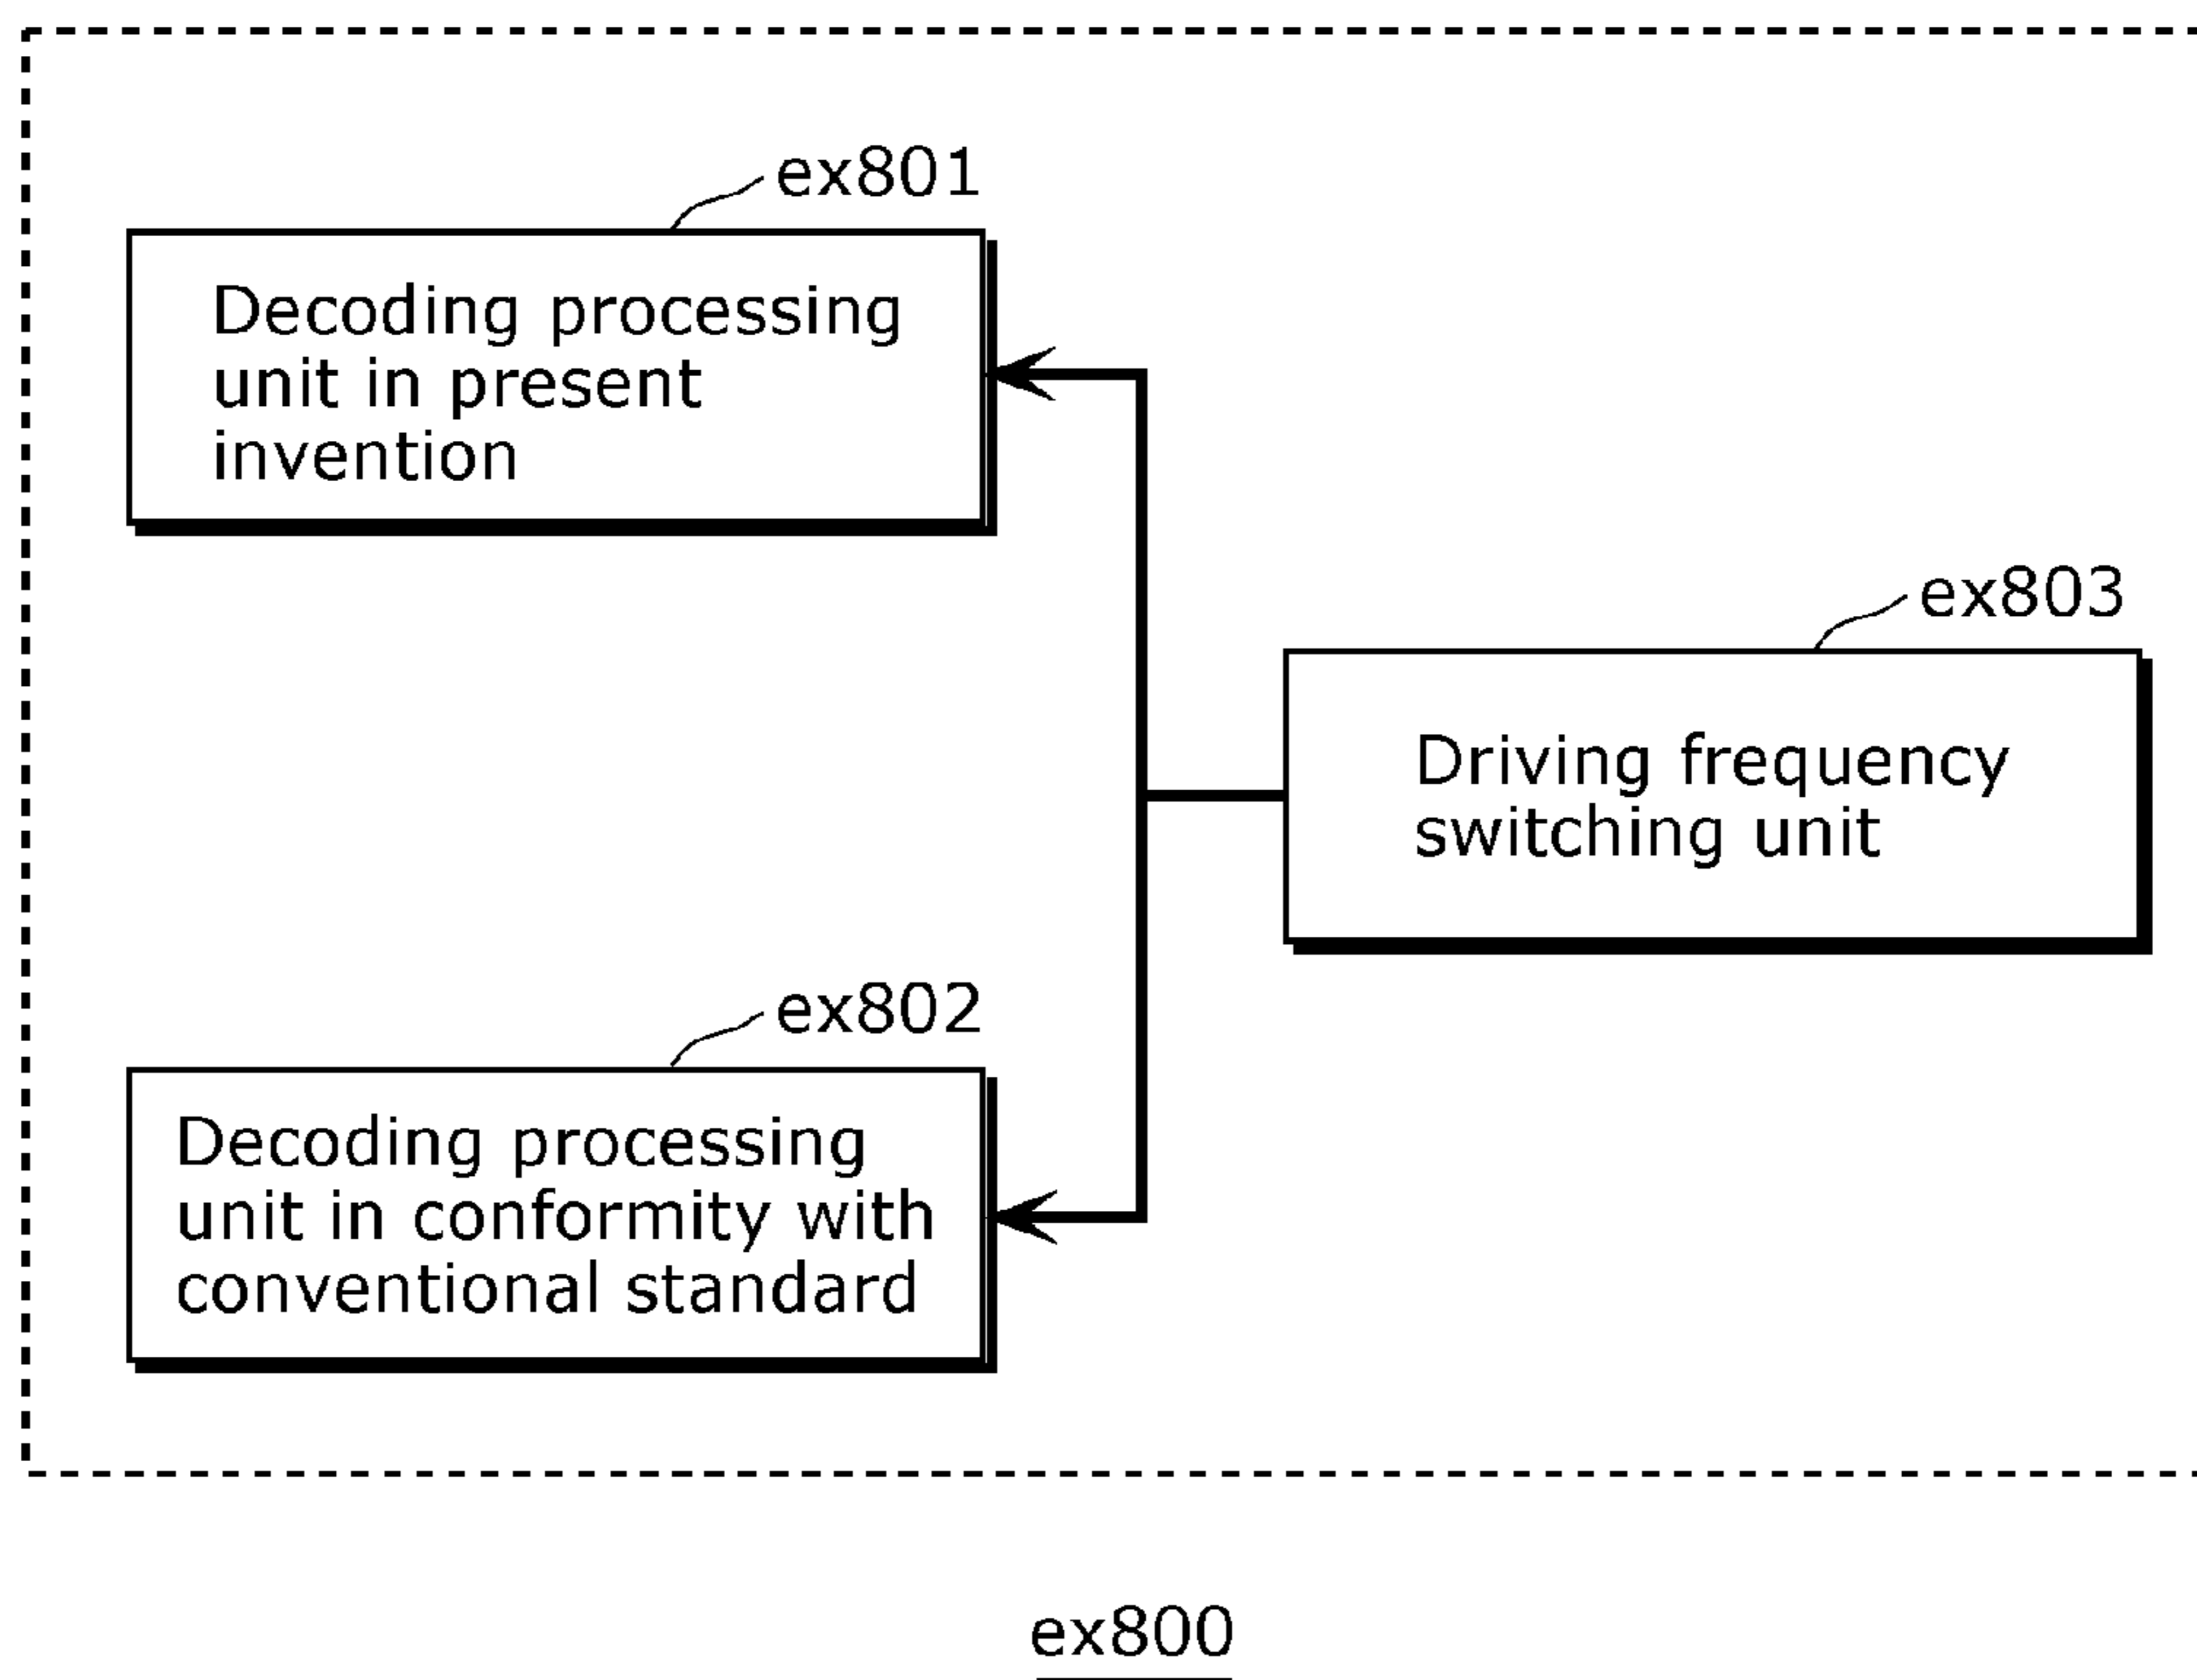 ex801
Decoding processing
unit in present
invention
ex803
Driving frequency
switching unit
ex802
Decoding processing
unit in conformity with
conventional standard
ex800